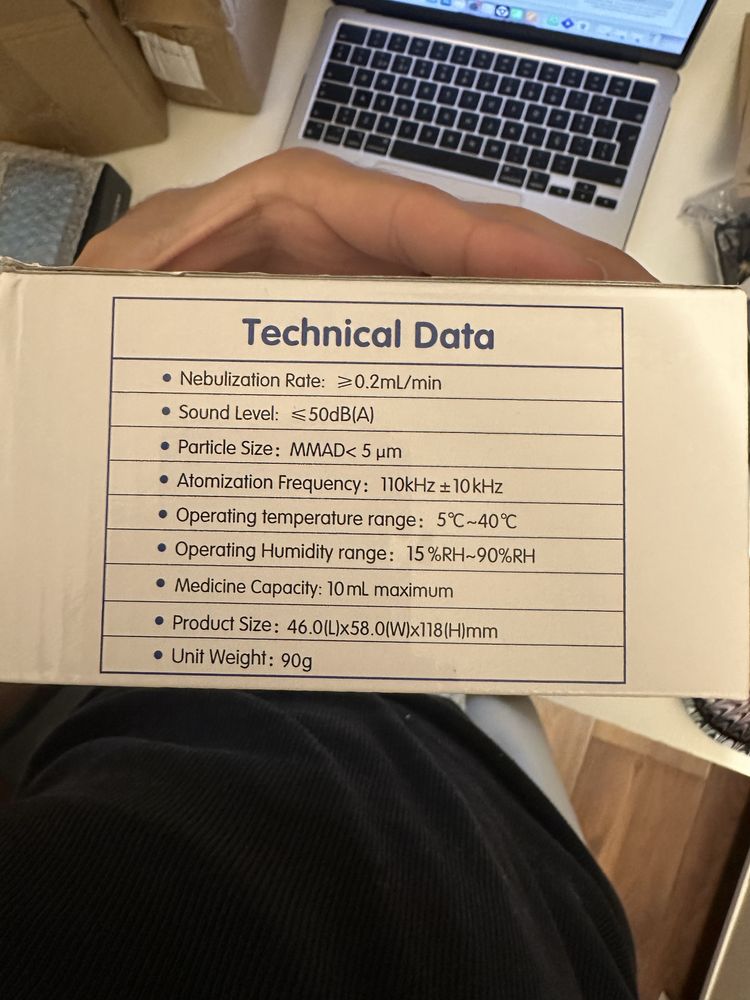 Technical Data
• Nebulization Rate: ⩾0.2mL/min
• Sound Level: ⩽50dB(A)
• Particle Size: MMAD< 5 µm
• Atomization Frequency: 110kHz ±10kHz
• Operating temperature range: 5℃~40℃
• Operating Humidity range: 15%RH~90%RH
• Medicine Capacity: 10mL maximum
• Product Size: 46.0(L)x58.0(W)x118(H)mm
• Unit Weight: 90g